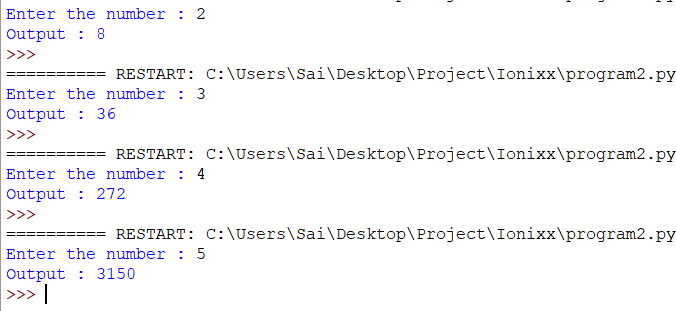 Enter the number : 2
Output : 8
>>>
========== RESTART: C:\Users\Sai\Desktop\Project\Ionixx\program2.py
Enter the number : 3
Output : 36
>>>
========== RESTART: C:\Users\Sai\Desktop\Project\Ionixx\program2.py
Enter the number : 4
Output : 272
>>>
========== RESTART: C:\Users\Sai\Desktop\Project\Ionixx\program2.py
Enter the number : 5
Output : 3150
>>>